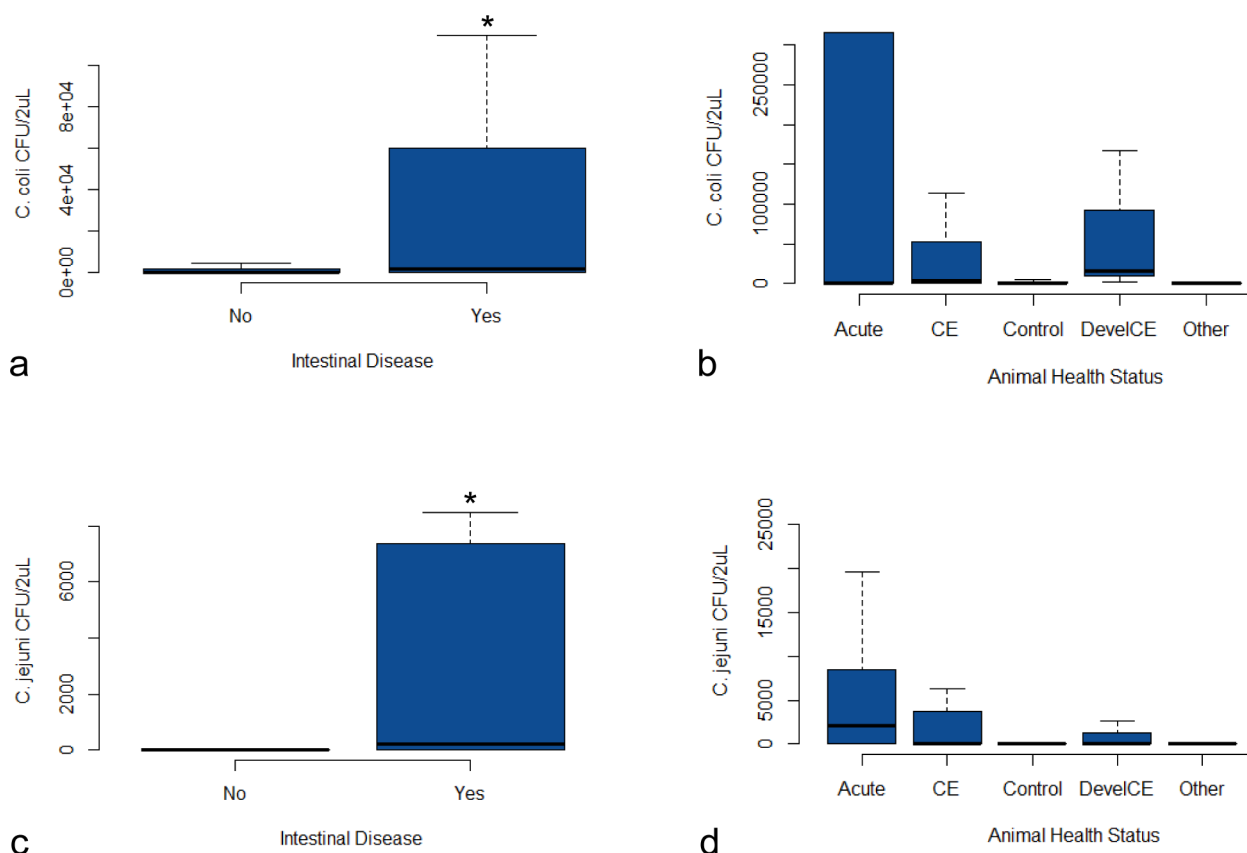 *
C. coli CFU/2uL
8e+04
4e+04
0e+00
No
Yes
Intestinal Disease
a
C. coli CFU/2uL
250000
100000
0
Acute
CE
Control
DevelCE
Other
Animal Health Status
b
*
C. jejuni CFU/2uL
6000
2000
0
No
Yes
Intestinal Disease
c
C. jejuni CFU/2uL
25000
15000
5000
0
Acute
CE
Control
DevelCE
Other
Animal Health Status
d